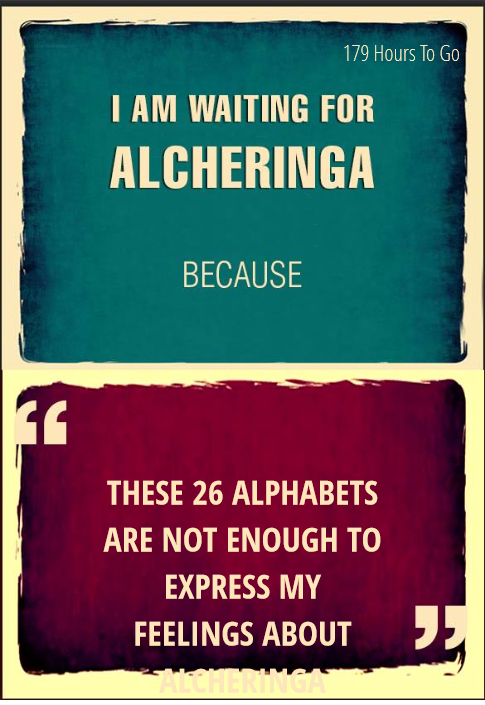 179 Hours To Go
I AM WAITING FOR
ALCHERINGA
BECAUSE
“
THESE 26 ALPHABETS
ARE NOT ENOUGH TO
EXPRESS MY
FEELINGS ABOUT
ALCHERINGA
”